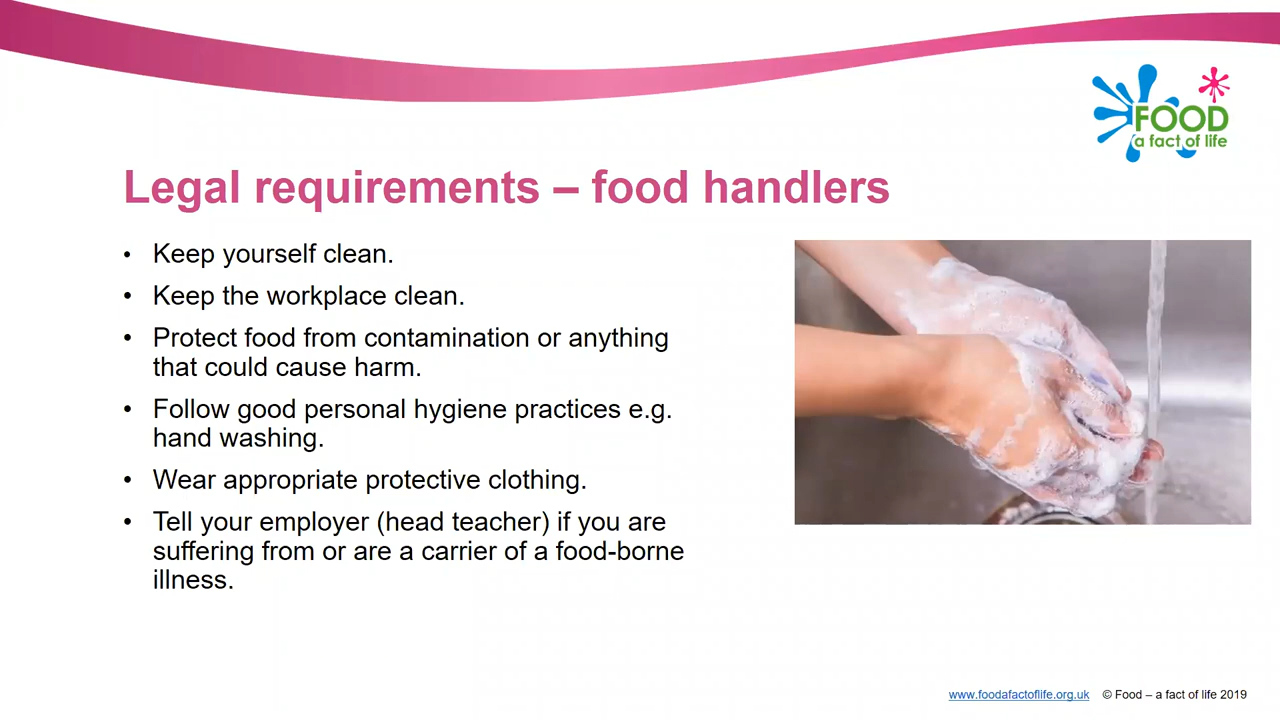 FOOD
a fact of life
Legal requirements – food handlers
• Keep yourself clean.
• Keep the workplace clean.
• Protect food from contamination or anything
that could cause harm.
• Follow good personal hygiene practices e.g.
hand washing.
• Wear appropriate protective clothing.
• Tell your employer (head teacher) if you are
suffering from or are a carrier of a food-borne
illness.
www.foodafactoflife.org.uk © Food – a fact of life 2019